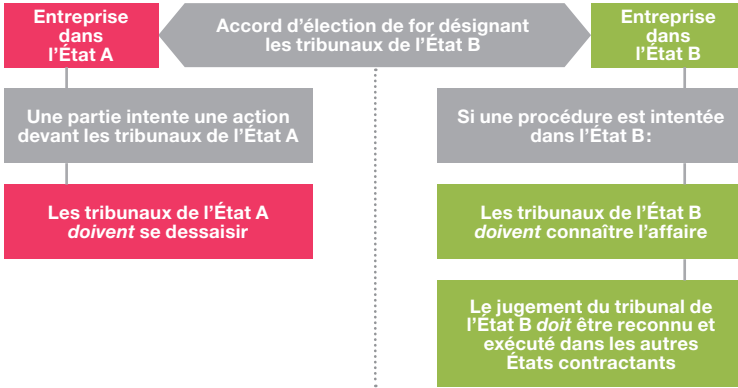 Entreprise
dans
l’État A
Accord d’élection de for désignant
les tribunaux de l’État B
Entreprise
dans
l’État B
Une partie intente une action
devant les tribunaux de l’État A
Si une procédure est intentée
dans l’État B:
Les tribunaux de l’État A
doivent se dessaisir
Les tribunaux de l’État B
doivent connaître l’affaire
Le jugement du tribunal de
l’État B doit être reconnu et
exécuté dans les autres
États contractants